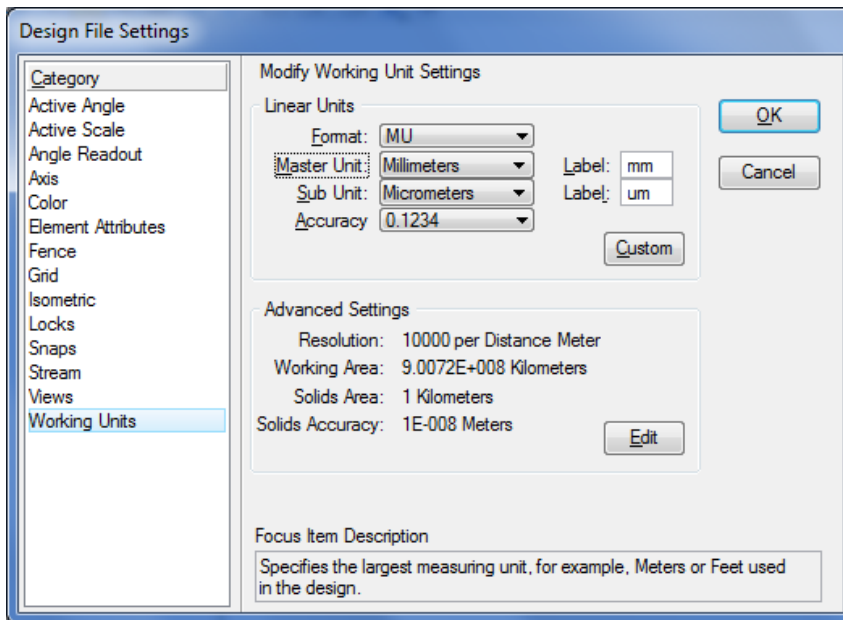 Design File Settings
Category
Active Angle
Active Scale
Angle Readout
Axis
Color
Element Attributes
Fence
Grid
Isometric
Locks
Snaps
Stream
Views
Working Units
Modify Working Unit Settings
Linear Units
Format: MU
Master Unit: Millimeters Label: mm
Sub Unit: Micrometers Label: um
Accuracy 0.1234
Custom
OK
Cancel
Advanced Settings
Resolution: 10000 per Distance Meter
Working Area: 9.0072E+008 Kilometers
Solids Area: 1 Kilometers
Solids Accuracy: 1E-008 Meters
Edit
Focus Item Description
Specifies the largest measuring unit, for example, Meters or Feet used
in the design.